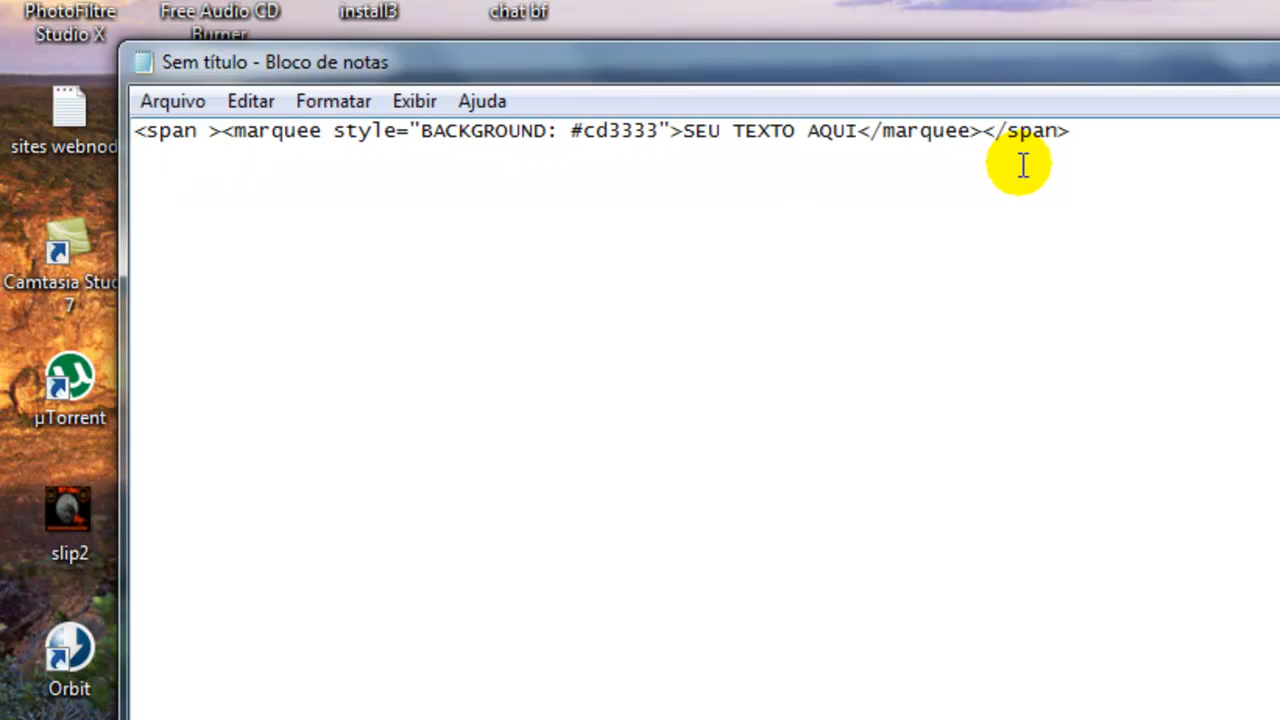 PhotoFiltre
Studio X
Free Audio CD
Burner
install3
chat bf
Sem título - Bloco de notas
Arquivo Editar Formatar Exibir Ajuda
<span ><marquee style="BACKGROUND: #cd3333">SEU TEXTO AQUI</marquee></span>
sites webnod
Camtasia Stud
7
µTorrent
slip2
Orbit